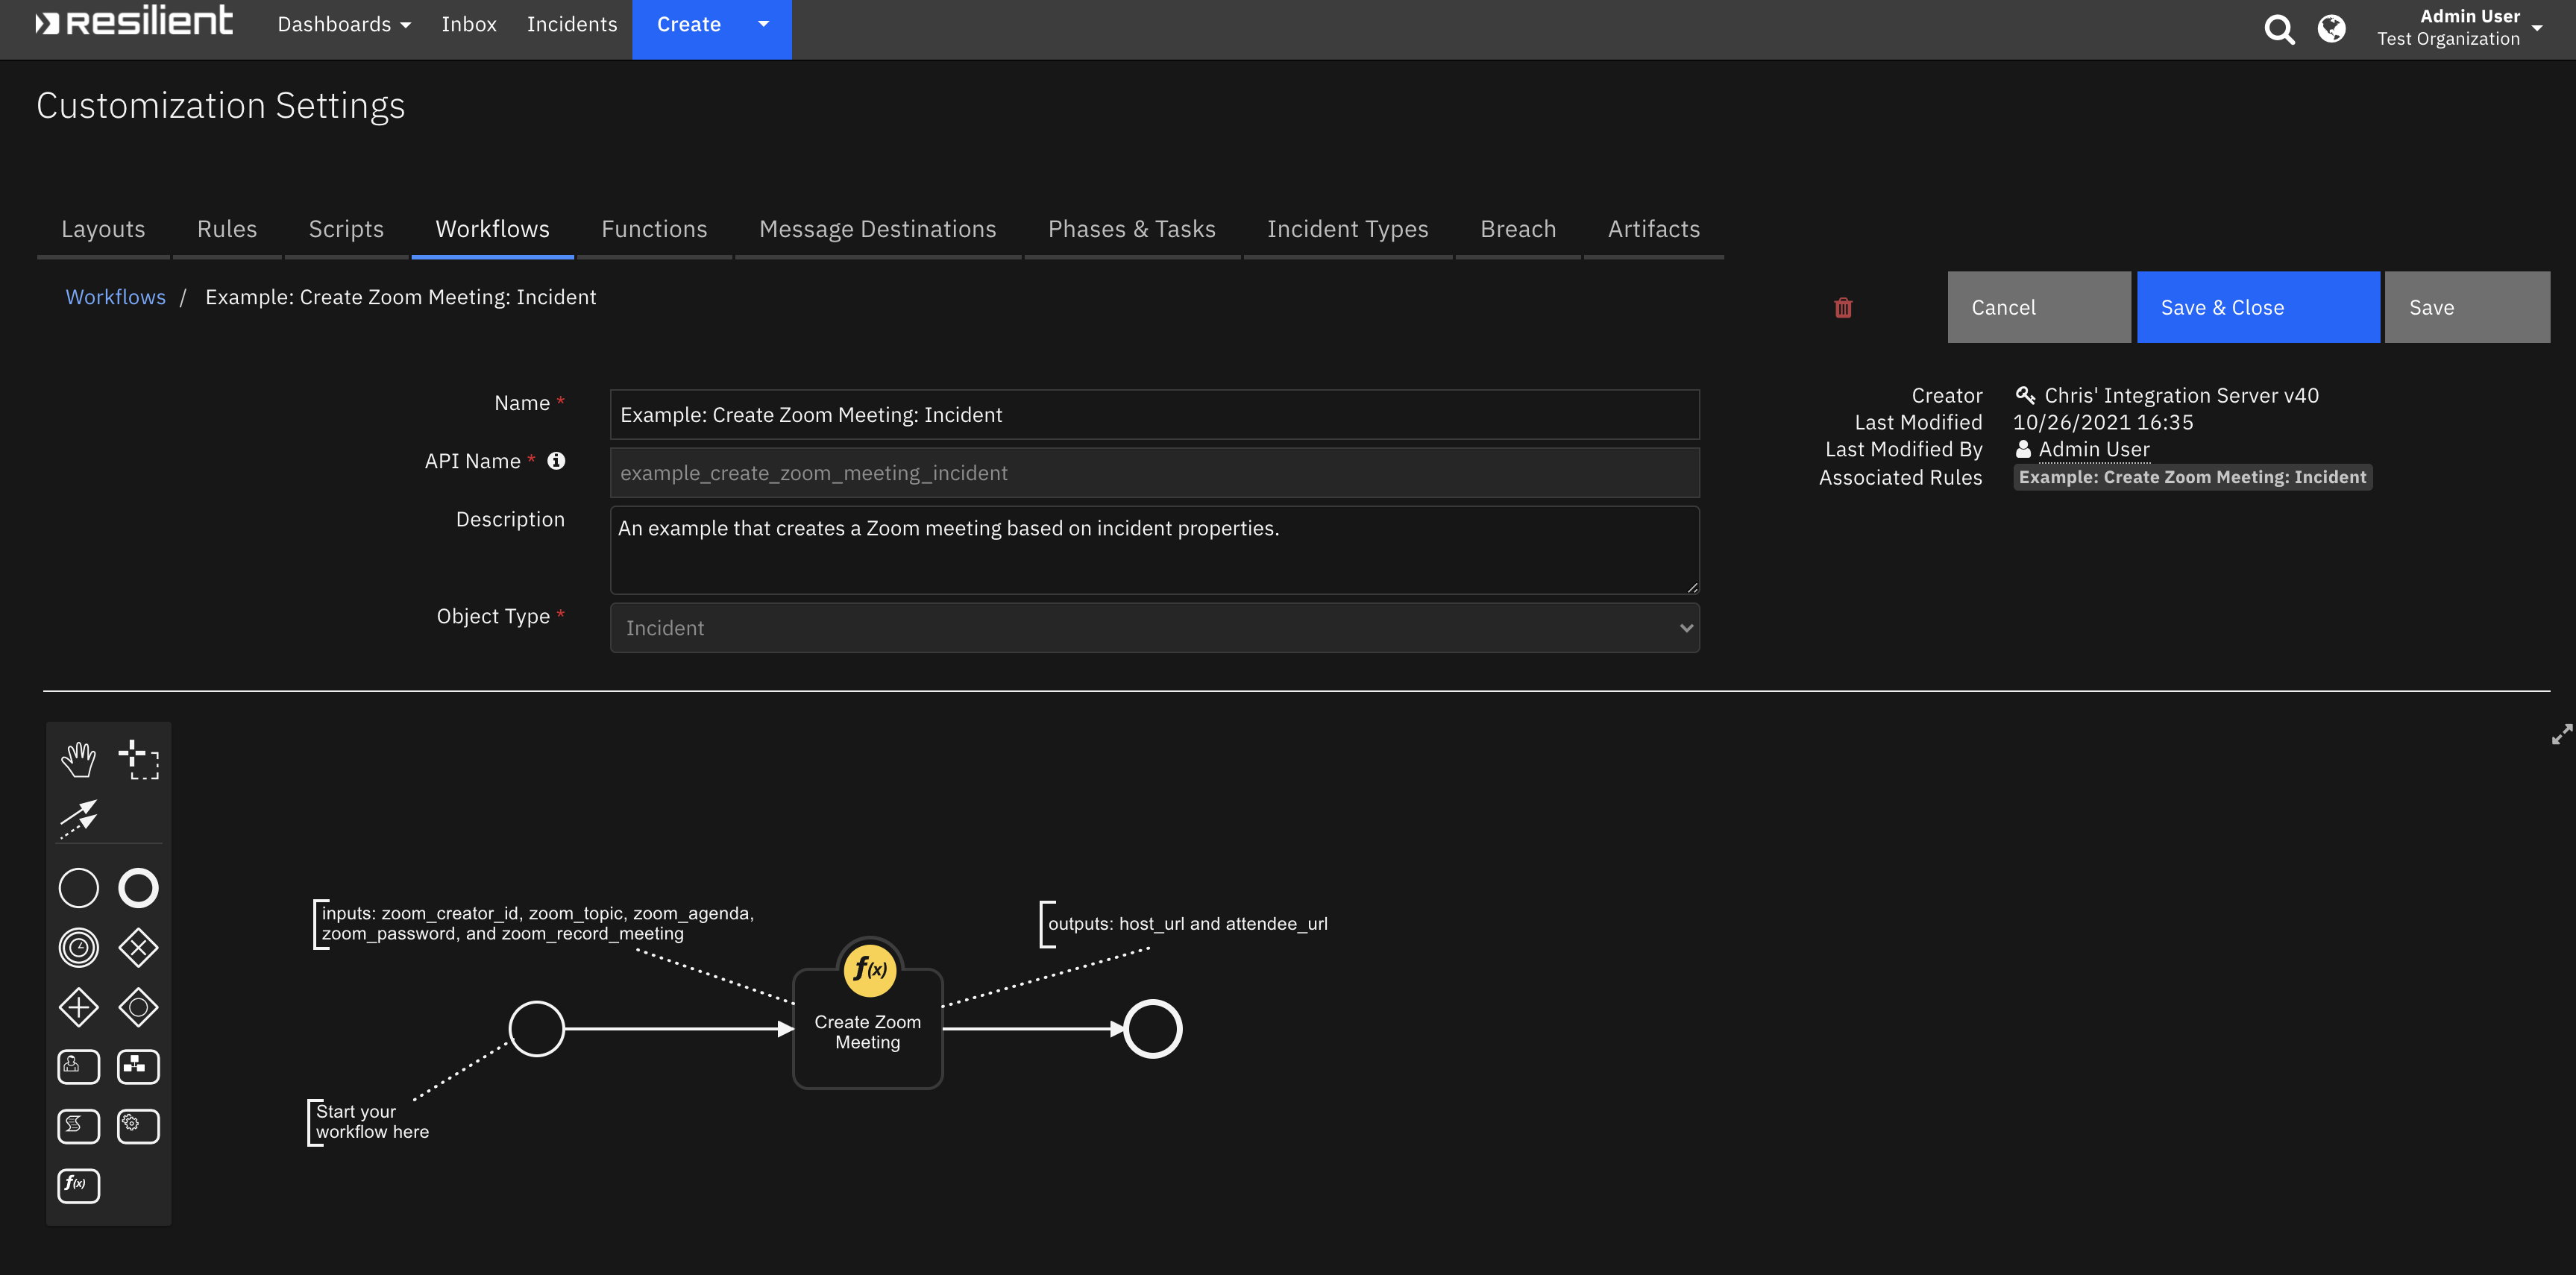 resilient
Dashboards Inbox Incidents Create
Admin User
Test Organization
Customization Settings
Layouts Rules Scripts Workflows Functions Message Destinations Phases & Tasks Incident Types Breach Artifacts
Workflows / Example: Create Zoom Meeting: Incident
Cancel Save & Close Save
Name * Example: Create Zoom Meeting: Incident
API Name * example_create_zoom_meeting_incident
Description An example that creates a Zoom meeting based on incident properties.
Object Type * Incident
Creator Chris' Integration Server v40
Last Modified 10/26/2021 16:35
Last Modified By Admin User
Associated Rules Example: Create Zoom Meeting: Incident
inputs: zoom_creator_id, zoom_topic, zoom_agenda,
zoom_password, and zoom_record_meeting
outputs: host_url and attendee_url
f(x)
Create Zoom
Meeting
Start your
workflow here
f(x)